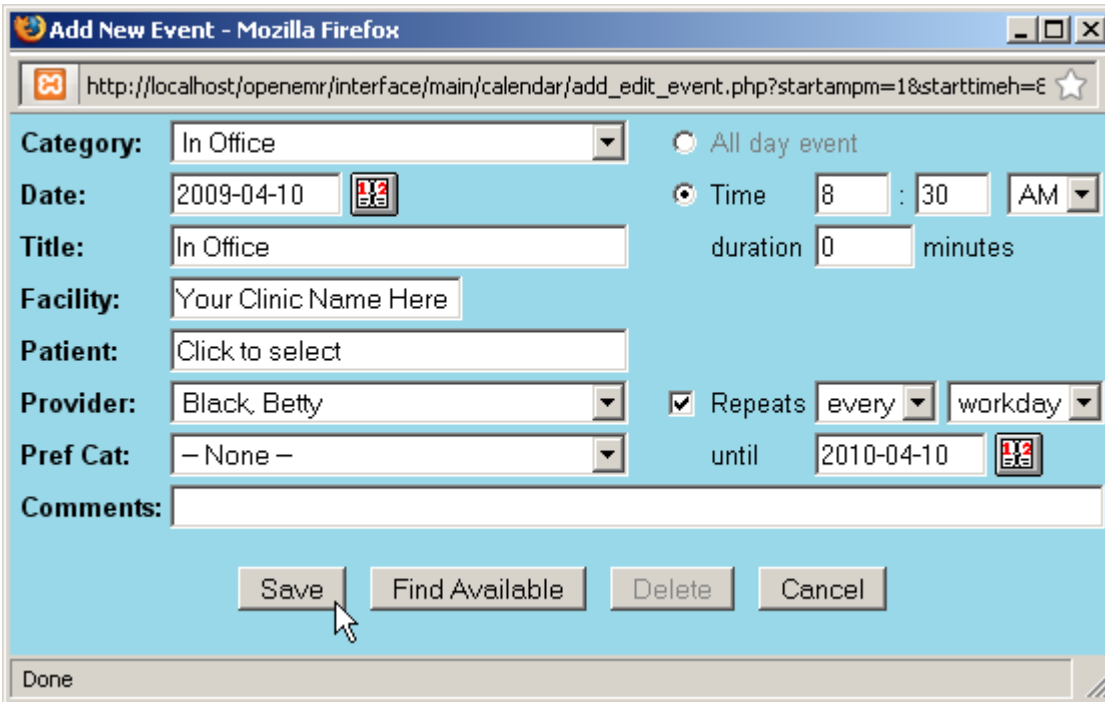 Add New Event - Mozilla Firefox
http://localhost/openemr/interface/main/calendar/add_edit_event.php?startampm=1&starttimeh=8
Category: In Office All day event
Date: 2009-04-10 Time 8 : 30 AM
Title: In Office duration 0 minutes
Facility: Your Clinic Name Here
Patient: Click to select
Provider: Black, Betty Repeats every workday
Pref Cat: -- None -- until 2010-04-10
Comments:
Save Find Available Delete Cancel
Done